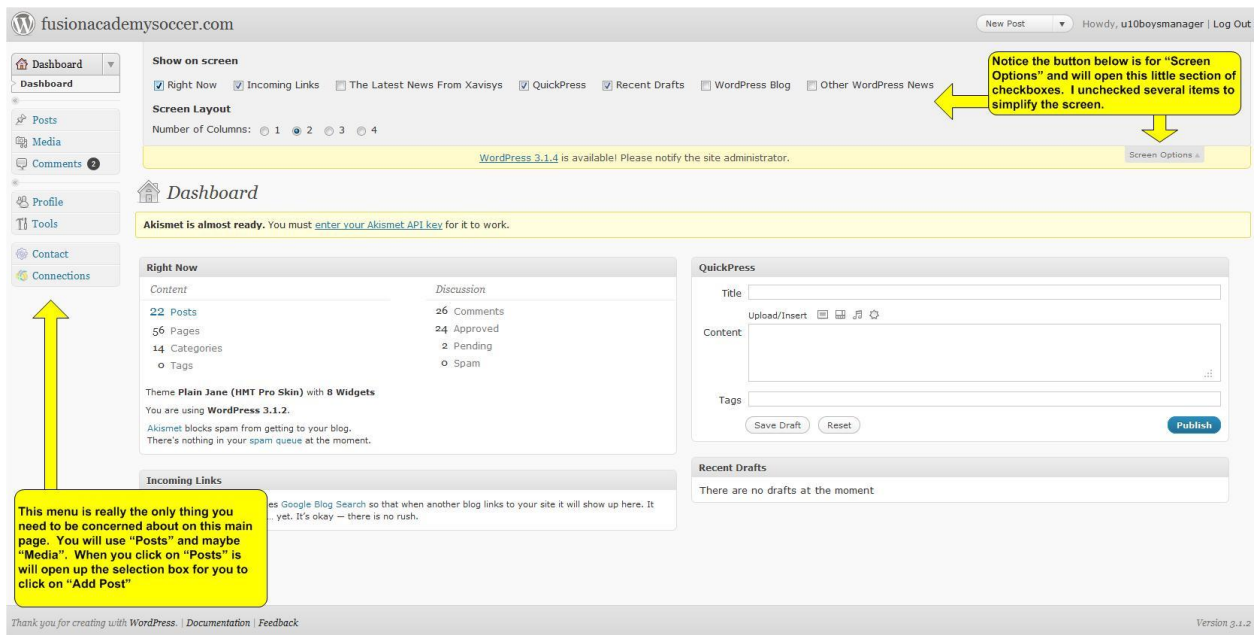 fusionacademysoccer.com
New Post
Howdy, u10boysmanager | Log Out
Dashboard
Dashboard
Posts
Media
Comments 2
Profile
Tools
Contact
Connections
Show on screen
Right Now Incoming Links The Latest News From Xavisys QuickPress Recent Drafts WordPress Blog Other WordPress News
Screen Layout
Number of Columns: 1 2 3 4
Notice the button below is for “Screen
Options” and will open this little section of
checkboxes. I unchecked several items to
simplify the screen.
WordPress 3.1.4 is available! Please notify the site administrator.
Screen Options
Dashboard
Akismet is almost ready. You must enter your Akismet API key for it to work.
Right Now
Content Discussion
22 Posts 26 Comments
56 Pages 24 Approved
14 Categories 2 Pending
0 Tags 0 Spam
Theme Plain Jane (HMT Pro Skin) with 8 Widgets
You are using WordPress 3.1.2.
Akismet blocks spam from getting to your blog.
There's nothing in your spam queue at the moment.
QuickPress
Title
Upload/Insert
Content
Tags
Save Draft Reset Publish
Incoming Links
es Google Blog Search so that when another blog links to your site it will show up here. It
… yet. It's okay — there is no rush.
Recent Drafts
There are no drafts at the moment
This menu is really the only thing you
need to be concerned about on this main
page. You will use “Posts” and maybe
“Media”. When you click on “Posts” is
will open up the selection box for you to
click on “Add Post”
Thank you for creating with WordPress. | Documentation | Feedback
Version 3.1.2